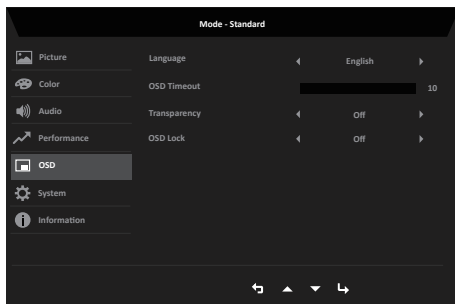 Mode - Standard
Picture
Language English
Color
OSD Timeout 10
Audio
Transparency Off
Performance
OSD Lock Off
OSD
System
Information